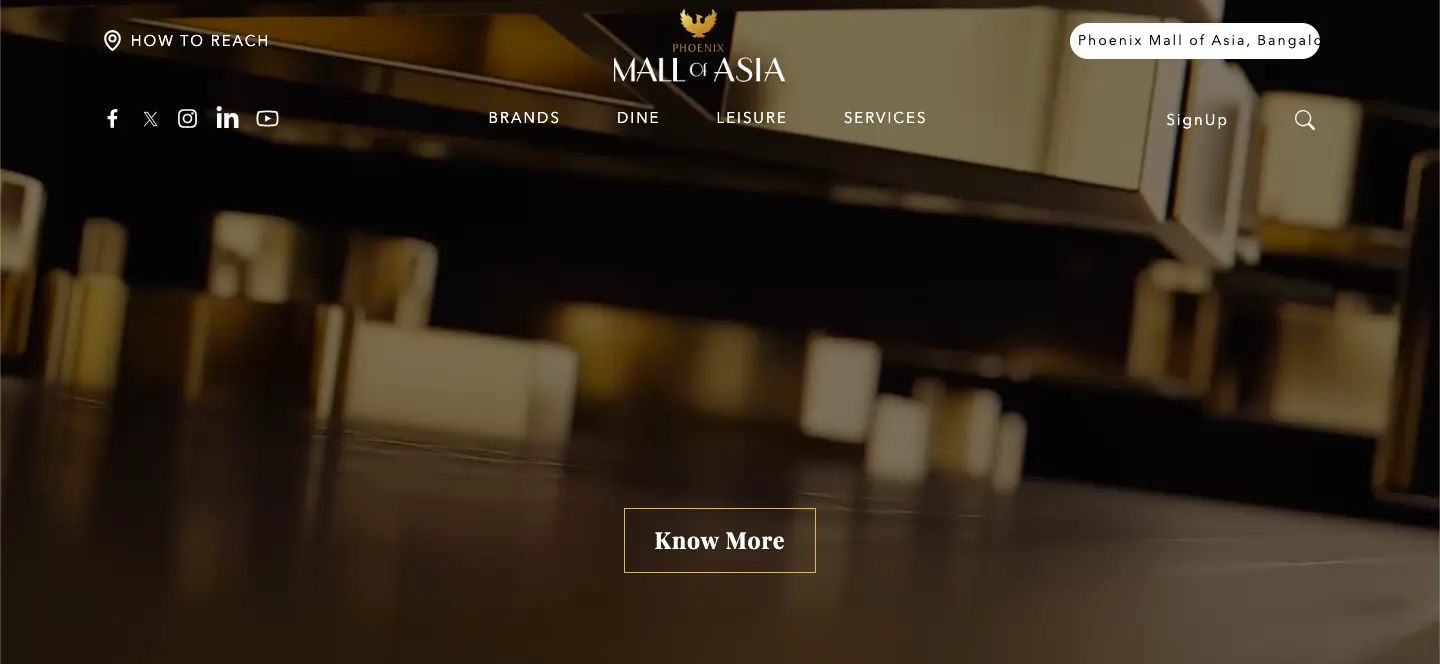 HOW TO REACH
PHOENIX
MALL OF ASIA
Phoenix Mall of Asia, Bangalo
BRANDS
DINE
LEISURE
SERVICES
SignUp
Know More